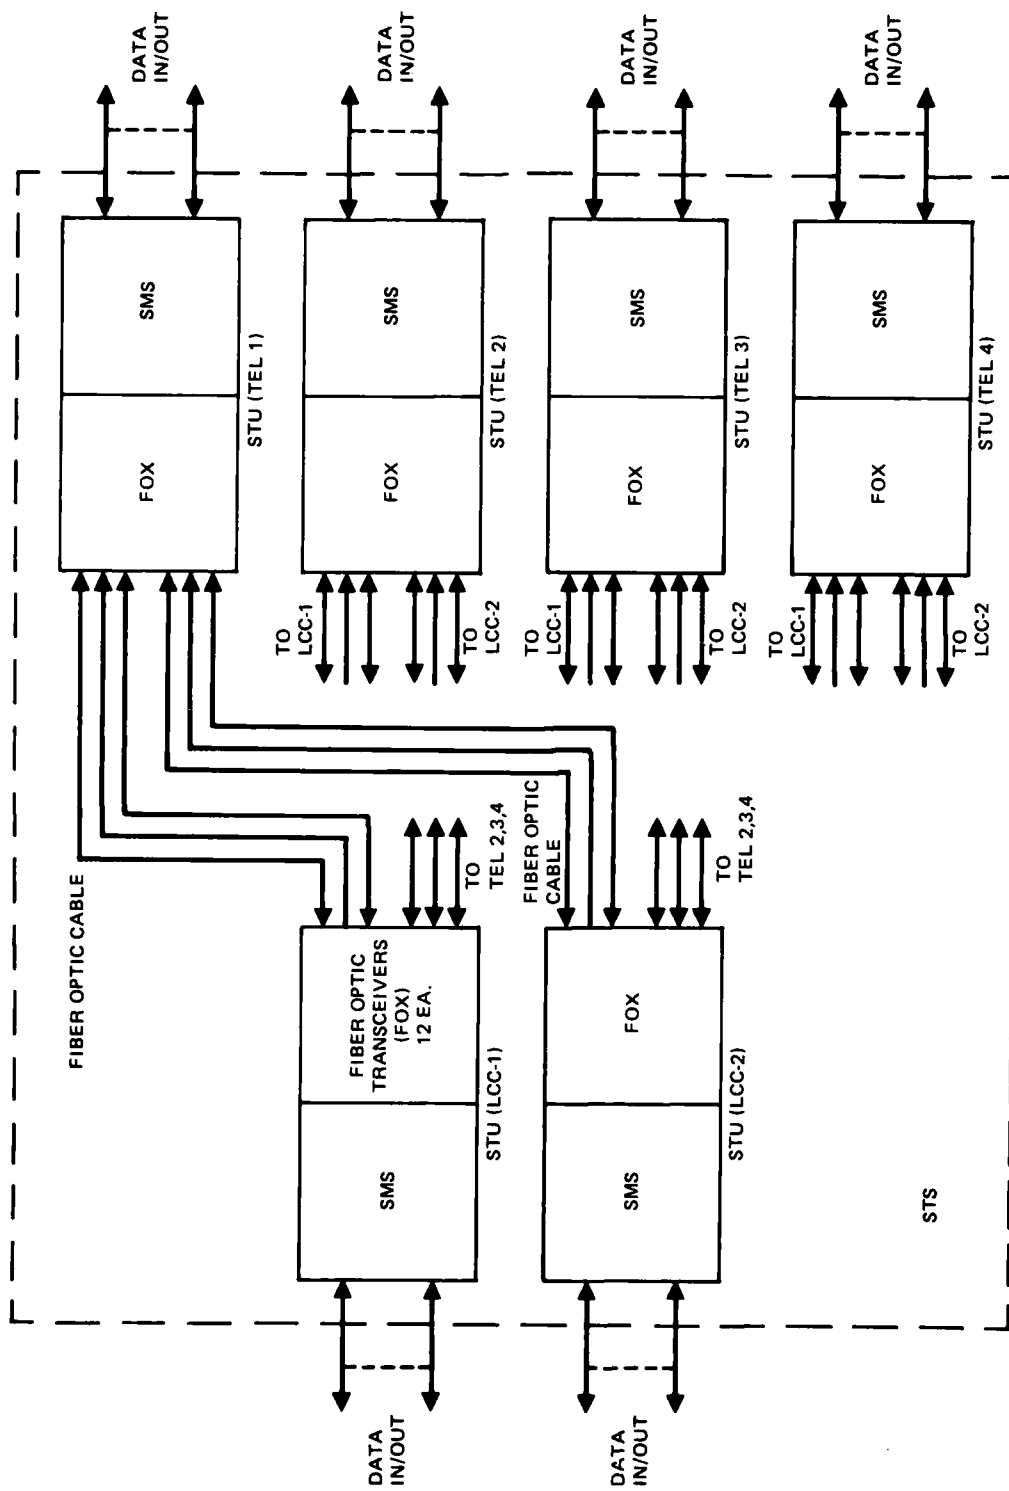 DATA
IN/OUT
DATA
IN/OUT
DATA
IN/OUT
DATA
IN/OUT
SMS
FOX
STU (TEL 1)
SMS
FOX
STU (TEL 2)
SMS
FOX
STU (TEL 3)
SMS
FOX
STU (TEL 4)
TO
LCC-1
TO
LCC-2
TO
LCC-1
TO
LCC-2
TO
LCC-1
TO
LCC-2
FIBER OPTIC CABLE
FIBER OPTIC
CABLE
TO
TEL 2,3,4
TO
TEL 2,3,4
FIBER OPTIC
TRANSCEIVERS
(FOX)
12 EA.
SMS
STU (LCC-1)
FOX
SMS
STU (LCC-2)
STS
DATA
IN/OUT
DATA
IN/OUT